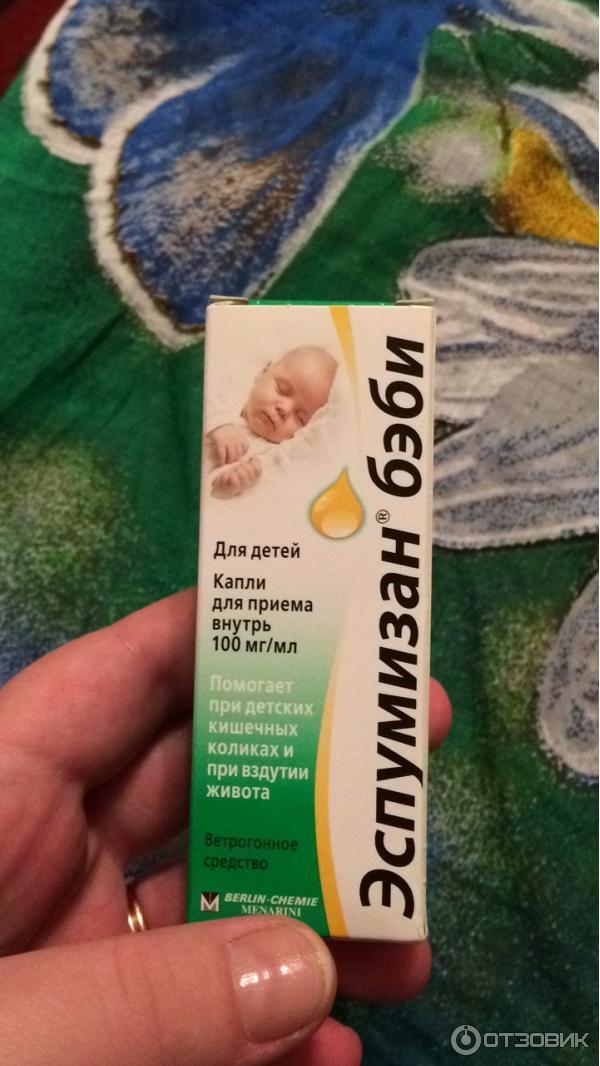 Эспумизан® бэби
Для детей
Капли
для приема
внутрь
100 мг/мл
Помогает
при детских
кишечных
коликах и
при вздутии
живота
Ветрогонное
средство
BERLIN-CHEMIE
MENARINI
ОТЗОВИК